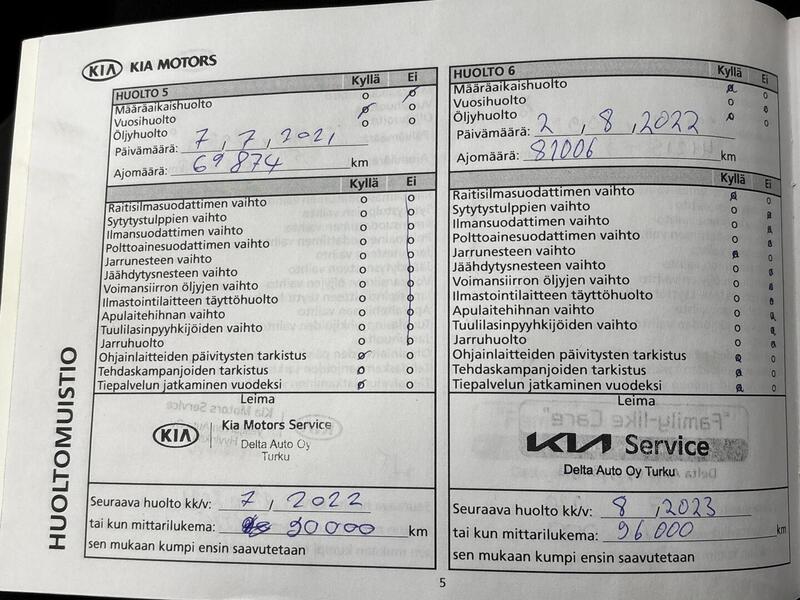 KIA KIA MOTORS
HUOLTO 5 Kyllä Ei
Määräaikaishuolto o o
Vuosihuolto o o
Öljyhuolto o o
Päivämäärä: 7, 7, 2021
Ajomäärä: 69874 km
Kyllä Ei
Raitisilmasuodattimen vaihto o o
Sytytystulppien vaihto o o
Ilmansuodattimen vaihto o o
Polttoainesuodattimen vaihto o o
Jarrunesteen vaihto o o
Jäähdytysnesteen vaihto o o
Voimansiirron öljyjen vaihto o o
Ilmastointilaitteen täyttöhuolto o o
Apulaitehihnan vaihto o o
Tuulilasinpyyhkijöiden vaihto o o
Jarruhuolto o o
Ohjainlaitteiden päivitysten tarkistus o o
Tehdaskampanjoiden tarkistus o o
Tiepalvelun jatkaminen vuodeksi o o
Leima
KIA Kia Motors Service
Delta Auto Oy
Turku
Seuraava huolto kk/v: 7, 2022
tai kun mittarilukema: 90000 km
sen mukaan kumpi ensin saavutetaan
HUOLTO 6 Kyllä Ei
Määräaikaishuolto o o
Vuosihuolto o o
Öljyhuolto o o
Päivämäärä: 2, 8, 2022
Ajomäärä: 81006 km
Kyllä Ei
Raitisilmasuodattimen vaihto o o
Sytytystulppien vaihto o o
Ilmansuodattimen vaihto o o
Polttoainesuodattimen vaihto o o
Jarrunesteen vaihto o o
Jäähdytysnesteen vaihto o o
Voimansiirron öljyjen vaihto o o
Ilmastointilaitteen täyttöhuolto o o
Apulaitehihnan vaihto o o
Tuulilasinpyyhkijöiden vaihto o o
Jarruhuolto o o
Ohjainlaitteiden päivitysten tarkistus o o
Tehdaskampanjoiden tarkistus o o
Tiepalvelun jatkaminen vuodeksi o o
Leima
KIA Service
Delta Auto Oy Turku
Seuraava huolto kk/v: 8, 2023
tai kun mittarilukema: 96000 km
sen mukaan kumpi ensin saavutetaan
HUOLTOMUISTIO
5